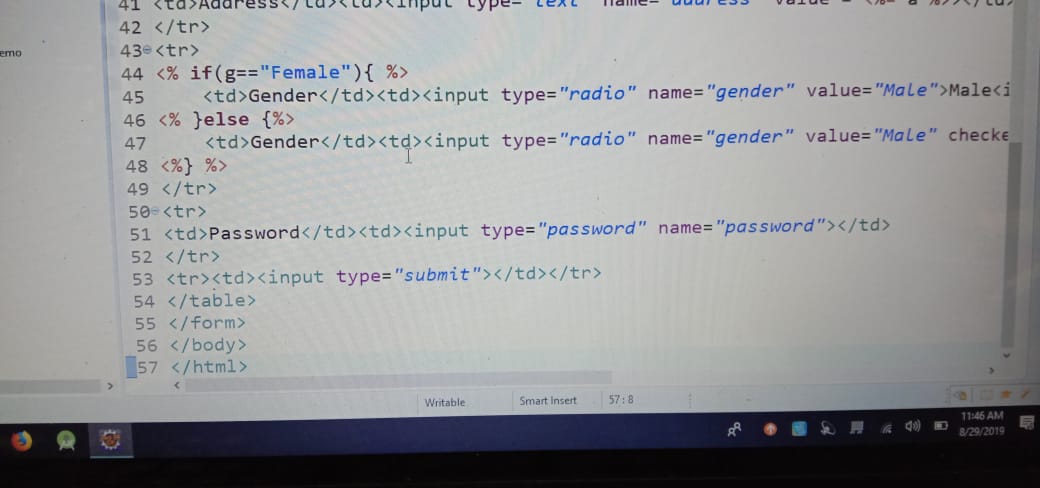 41 <td>Address</td><td><input type="text" name="address" value = <%= a %>></td>
42 </tr>
43 <tr>
44 <% if(g=="Female"){ %>
45 <td>Gender</td><td><input type="radio" name="gender" value="Male">Male<i
46 <% }else {%>
47 <td>Gender</td><td><input type="radio" name="gender" value="Male" checke
48 <%} %>
49 </tr>
50 <tr>
51 <td>Password</td><td><input type="password" name="password"></td>
52 </tr>
53 <tr><td><input type="submit"></td></tr>
54 </table>
55 </form>
56 </body>
57 </html>
emo
Writable Smart Insert 57:8
11:46 AM
8/29/2019